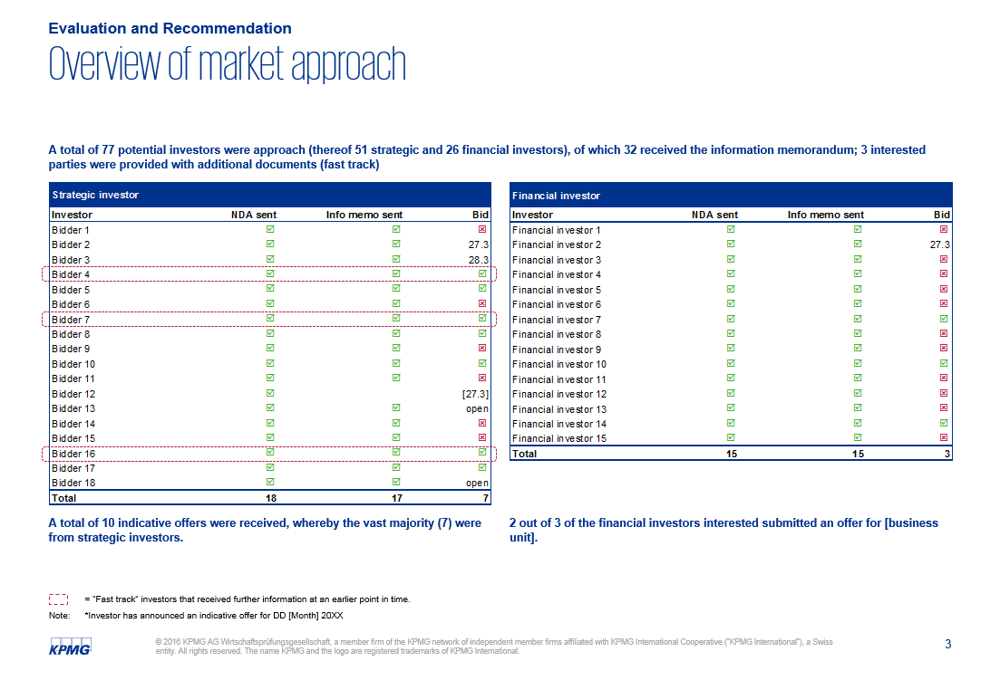 Evaluation and Recommendation
Overview of market approach
A total of 77 potential investors were approach (thereof 51 strategic and 26 financial investors), of which 32 received the information memorandum; 3 interested
parties were provided with additional documents (fast track)
Strategic investor
Investor NDA sent Info memo sent Bid
Bidder 1 ☑ ☑ ☒
Bidder 2 ☑ ☑ 27.3
Bidder 3 ☑ ☑ 28.3
Bidder 4 ☑ ☑ ☑
Bidder 5 ☑ ☑ ☑
Bidder 6 ☑ ☑ ☒
Bidder 7 ☑ ☑ ☑
Bidder 8 ☑ ☑ ☑
Bidder 9 ☑ ☑ ☒
Bidder 10 ☑ ☑ ☑
Bidder 11 ☑ ☑ ☒
Bidder 12 ☑ [27.3]
Bidder 13 ☑ ☑ open
Bidder 14 ☑ ☑ ☒
Bidder 15 ☑ ☑ ☒
Bidder 16 ☑ ☑ ☑
Bidder 17 ☑ ☑ ☑
Bidder 18 ☑ ☑ open
Total 18 17 7
A total of 10 indicative offers were received, whereby the vast majority (7) were
from strategic investors.
Financial investor
Investor NDA sent Info memo sent Bid
Financial investor 1 ☑ ☑ ☒
Financial investor 2 ☑ ☑ 27.3
Financial investor 3 ☑ ☑ ☒
Financial investor 4 ☑ ☑ ☒
Financial investor 5 ☑ ☑ ☒
Financial investor 6 ☑ ☑ ☒
Financial investor 7 ☑ ☑ ☑
Financial investor 8 ☑ ☑ ☒
Financial investor 9 ☑ ☑ ☒
Financial investor 10 ☑ ☑ ☑
Financial investor 11 ☑ ☑ ☒
Financial investor 12 ☑ ☑ ☒
Financial investor 13 ☑ ☑ ☒
Financial investor 14 ☑ ☑ ☑
Financial investor 15 ☑ ☑ ☒
Total 15 15 3
2 out of 3 of the financial investors interested submitted an offer for [business
unit].
= "Fast track" investors that received further information at an earlier point in time.
Note: *Investor has announced an indicative offer for DD [Month] 20XX
KPMG
© 2016 KPMG AG Wirtschaftsprüfungsgesellschaft, a member firm of the KPMG network of independent member firms affiliated with KPMG International Cooperative ("KPMG International"), a Swiss
entity. All rights reserved. The name KPMG and the logo are registered trademarks of KPMG International.
3